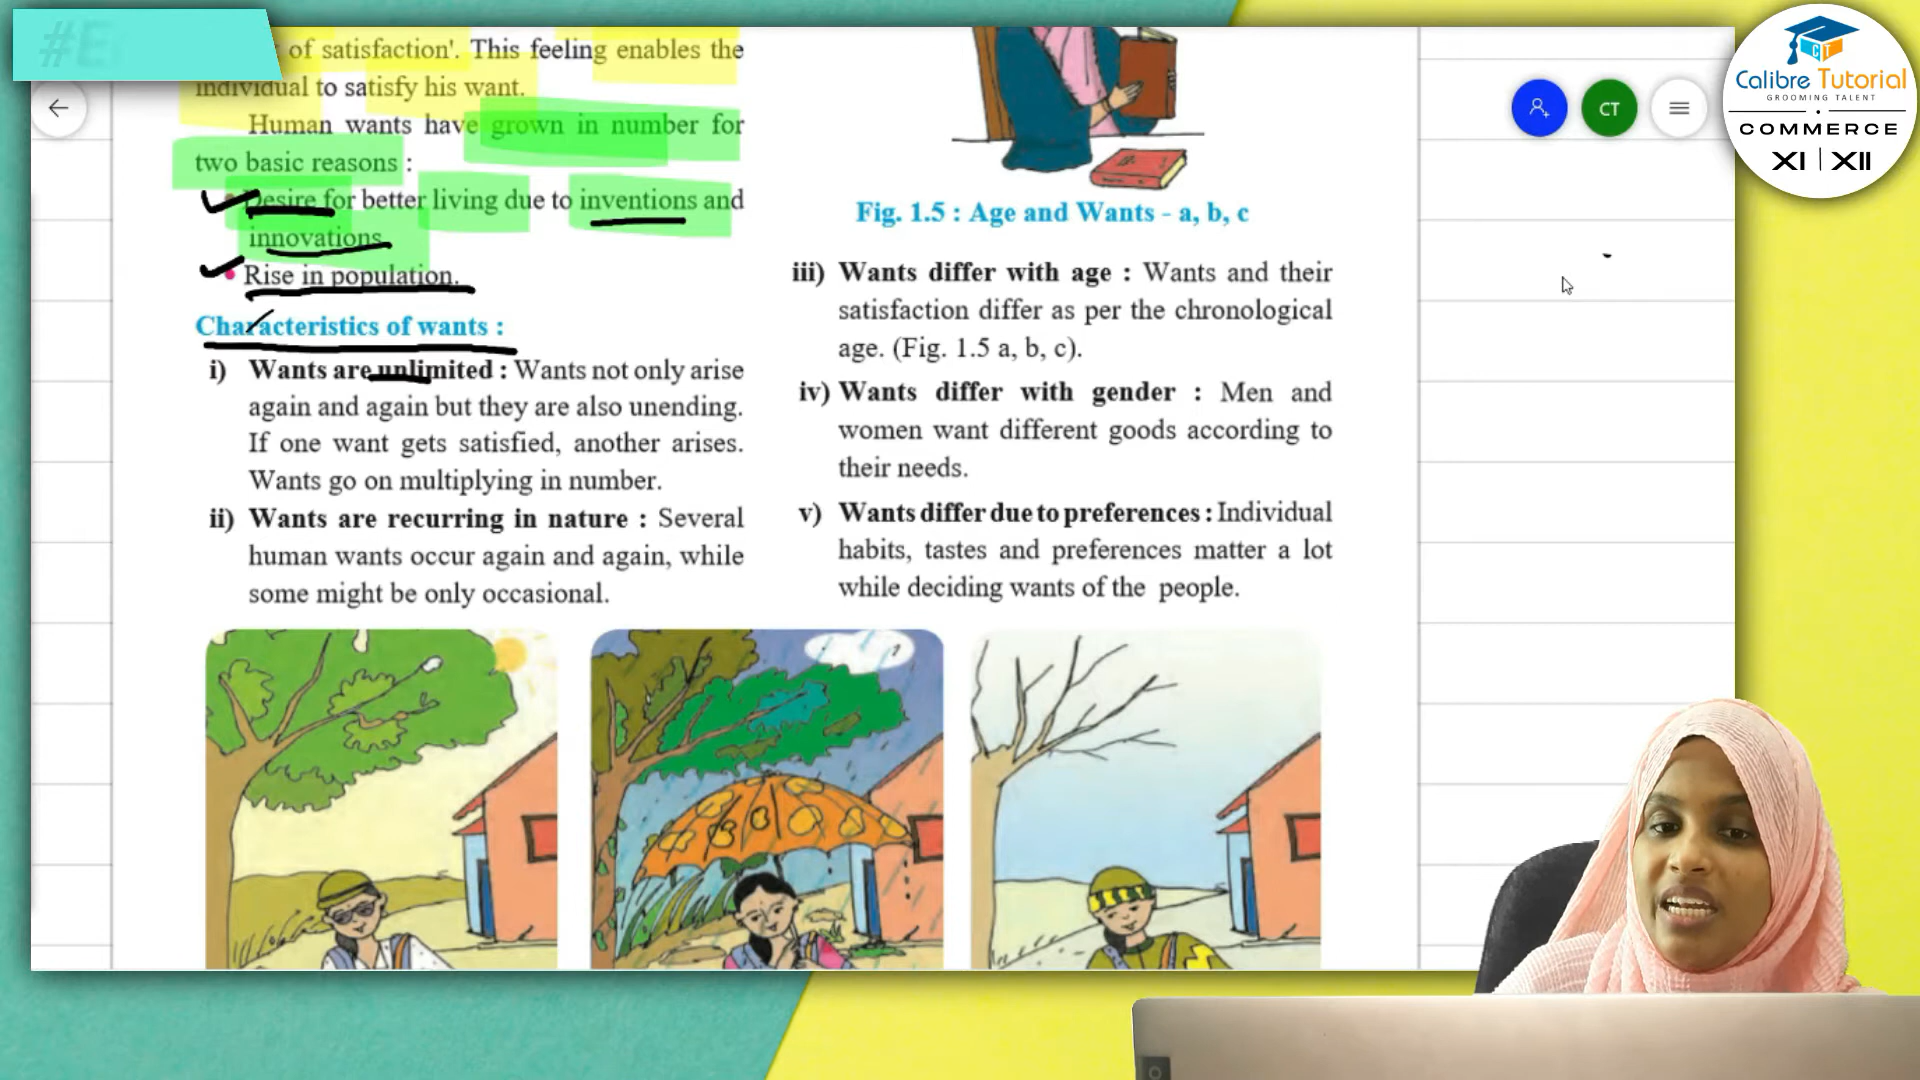 of satisfaction'. This feeling enables the
individual to satisfy his want.
Human wants have grown in number for
two basic reasons :
Desire for better living due to inventions and
innovations
• Rise in population.
Characteristics of wants :
i) Wants are unlimited : Wants not only arise
again and again but they are also unending.
If one want gets satisfied, another arises.
Wants go on multiplying in number.
ii) Wants are recurring in nature : Several
human wants occur again and again, while
some might be only occasional.
Fig. 1.5 : Age and Wants - a, b, c
iii) Wants differ with age : Wants and their
satisfaction differ as per the chronological
age. (Fig. 1.5 a, b, c).
iv) Wants differ with gender : Men and
women want different goods according to
their needs.
v) Wants differ due to preferences : Individual
habits, tastes and preferences matter a lot
while deciding wants of the people.
CT
CT
Calibre Tutorial
GROOMING TALENT
COMMERCE
XI | XII